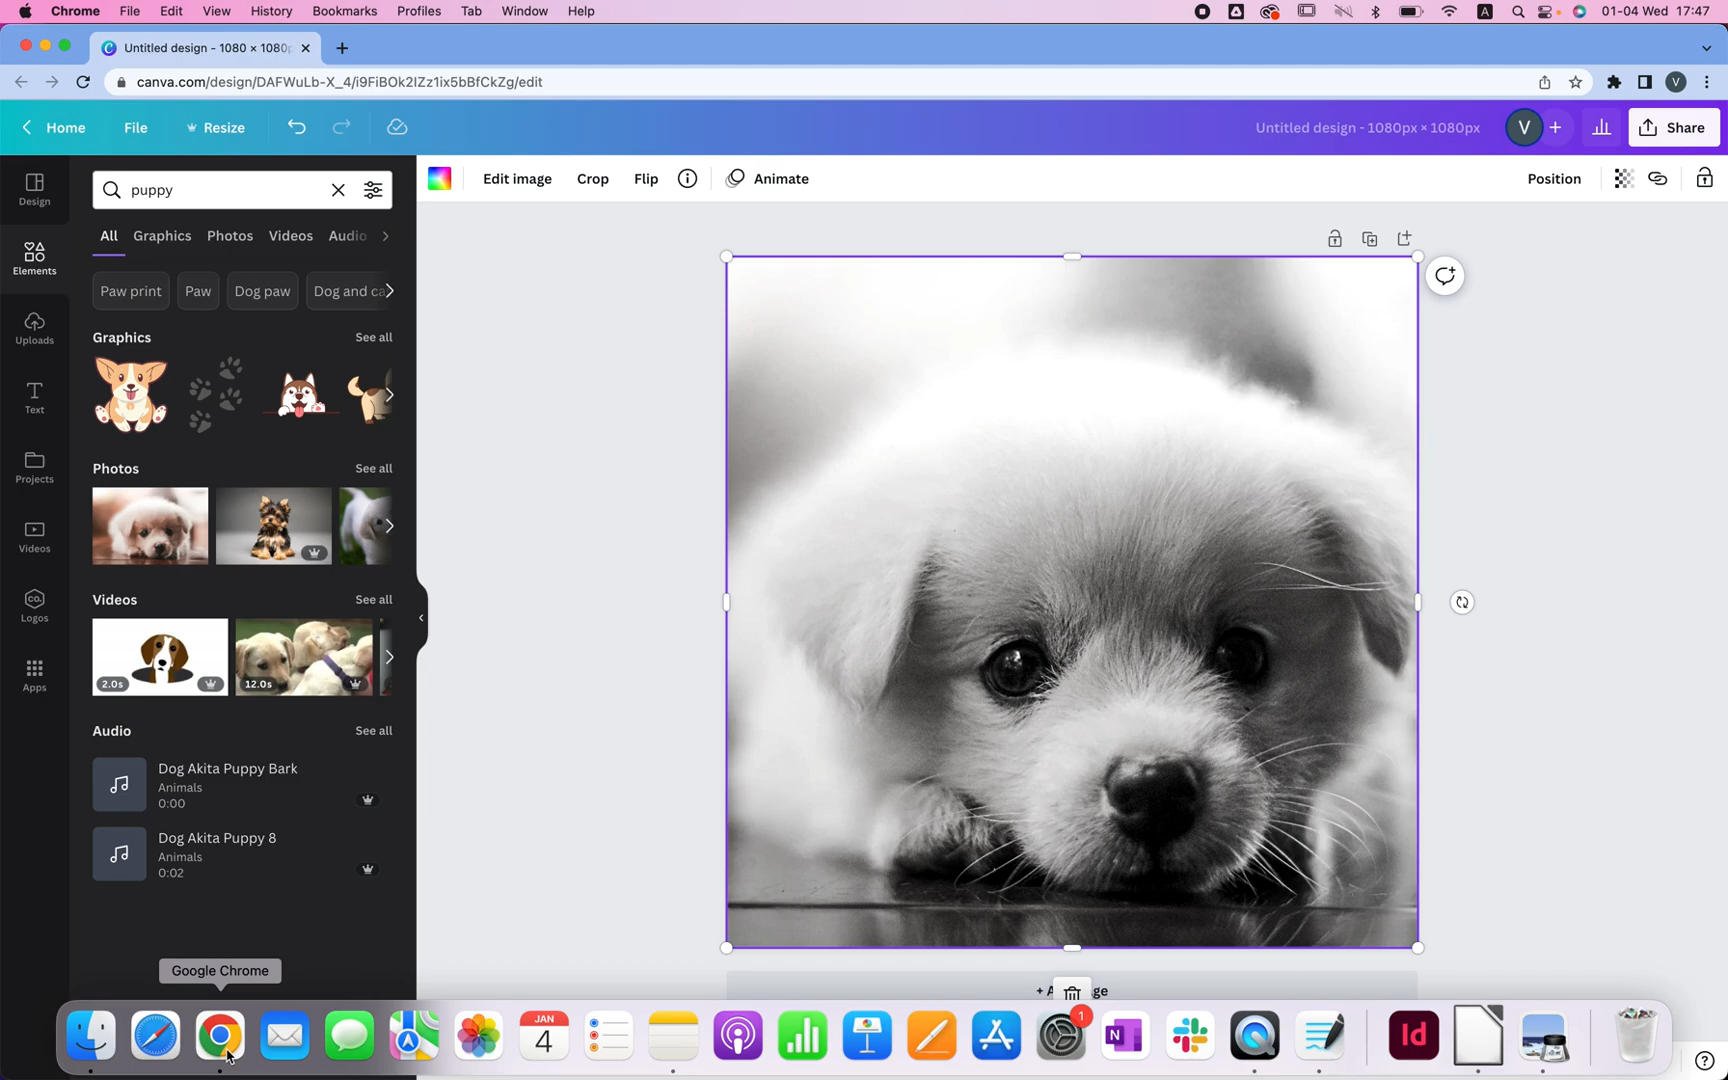 Chrome File Edit View History Bookmarks Profiles Tab Window Help
A 01-04 Wed 17:47
Untitled design - 1080 × 1080p
canva.com/design/DAFWuLb-X_4/i9FiBOk2IZz1ix5bBfCkZg/edit
V
Home File Resize
Untitled design - 1080px × 1080px V + Share
Design
Elements
Uploads
Text
Projects
Videos
CO.
Logos
Apps
puppy
All Graphics Photos Videos Audio
Paw print Paw Dog paw Dog and ca
Graphics See all
Photos See all
Videos See all
2.0s 12.0s
Audio See all
Dog Akita Puppy Bark
Animals
0:00
Dog Akita Puppy 8
Animals
0:02
Edit image Crop Flip Animate Position
Google Chrome
JAN
4
1
N
Id
?